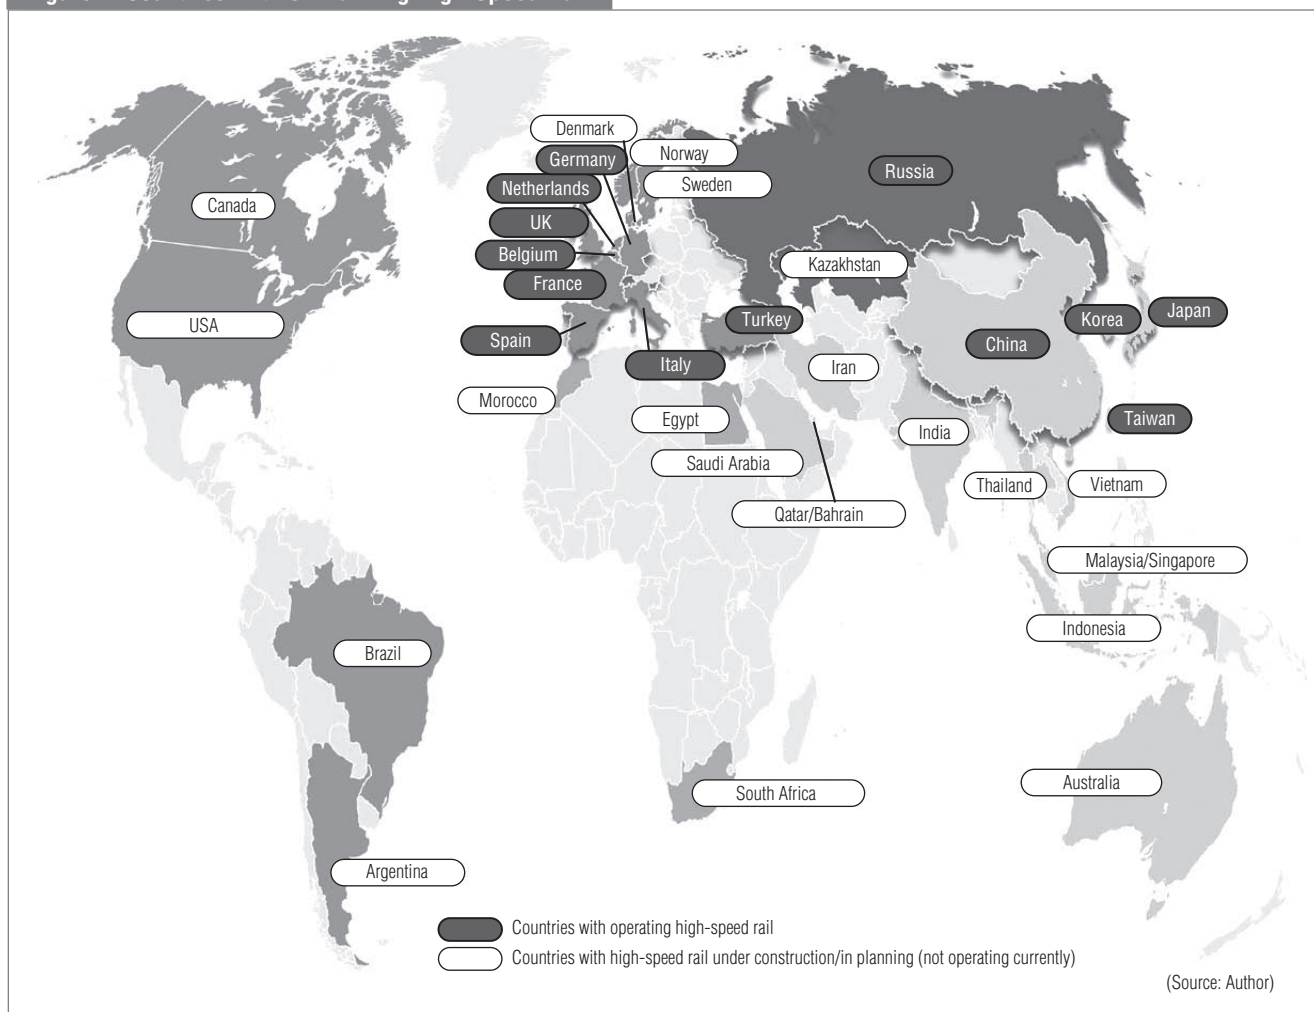 Denmark
Germany
Norway
Netherlands
Sweden
Russia
Canada
UK
Belgium
Kazakhstan
France
USA
Spain
Turkey
Korea
Japan
China
Italy
Iran
Morocco
Egypt
Taiwan
India
Saudi Arabia
Thailand
Vietnam
Qatar/Bahrain
Malaysia/Singapore
Indonesia
Brazil
Australia
South Africa
Argentina
Countries with operating high-speed rail
Countries with high-speed rail under construction/in planning (not operating currently)
(Source: Author)